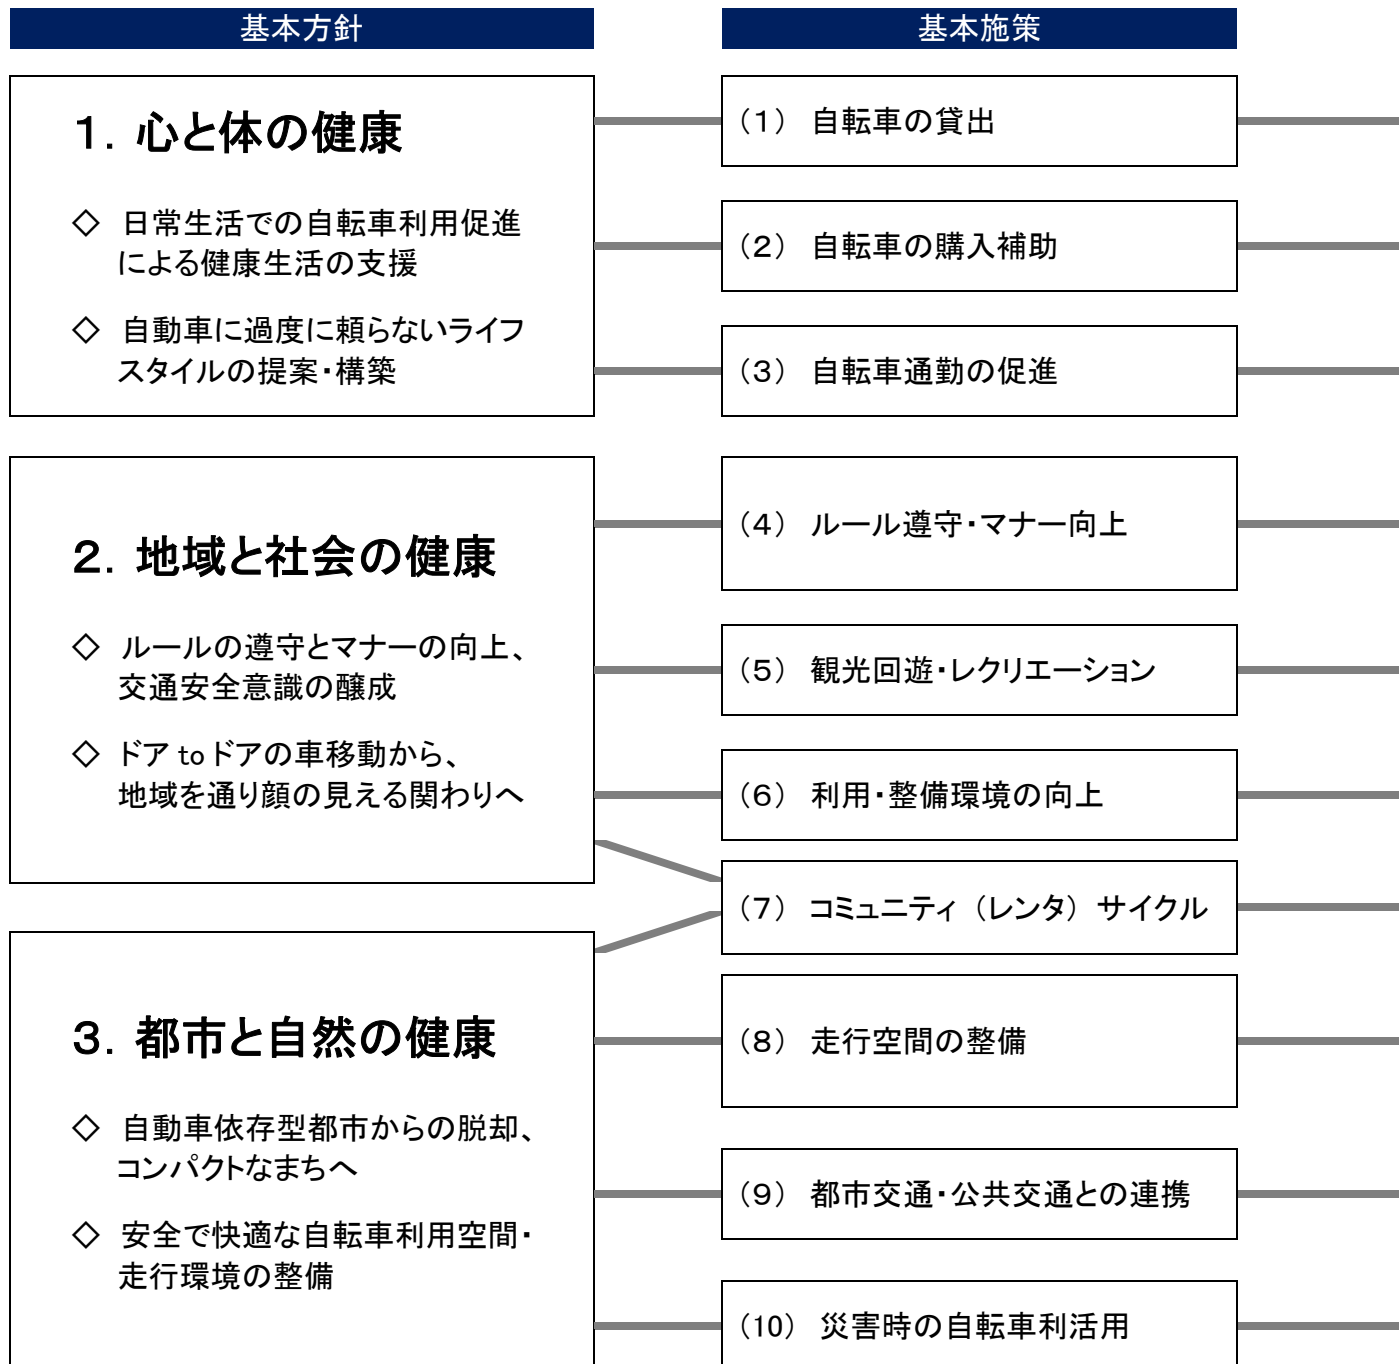 基本方針
基本施策
１．心と体の健康
◇ 日常生活での自転車利用促進
による健康生活の支援
◇ 自動車に過度に頼らないライフ
スタイルの提案・構築
（１） 自転車の貸出
（２） 自転車の購入補助
（３） 自転車通勤の促進
２．地域と社会の健康
◇ ルールの遵守とマナーの向上、
交通安全意識の醸成
◇ ドア to ドアの車移動から、
地域を通り顔の見える関わりへ
（４） ルール遵守・マナー向上
（５） 観光回遊・レクリエーション
（６） 利用・整備環境の向上
（７） コミュニティ（レンタ）サイクル
３．都市と自然の健康
◇ 自動車依存型都市からの脱却、
コンパクトなまちへ
◇ 安全で快適な自転車利用空間・
走行環境の整備
（８） 走行空間の整備
（９） 都市交通・公共交通との連携
（10） 災害時の自転車利活用